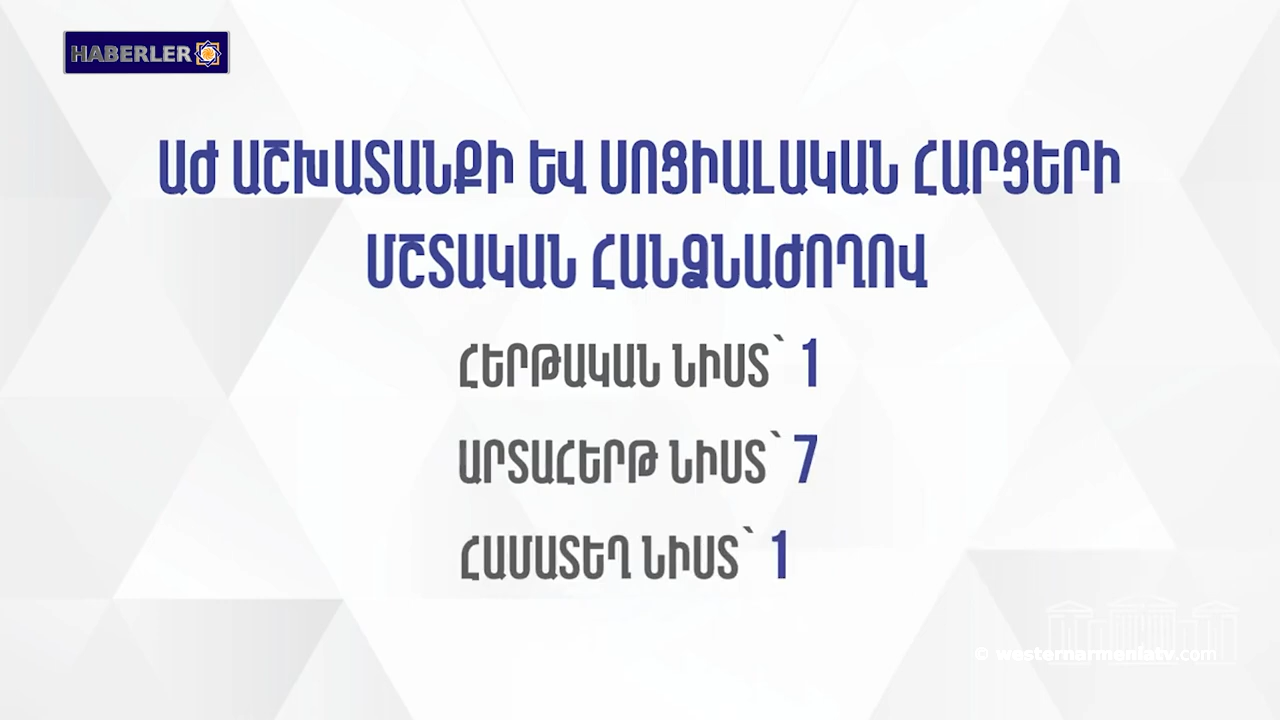 HABERLER
ԱԺ ԱՇԽԱՏԱՆՔԻ ԵՎ ՍՈՑԻԱԼԱԿԱՆ ՀԱՐՑԵՐԻ
ՄՇՏԱԿԱՆ ՀԱՆՁՆԱԺՈՂՈՎ
ՀԵՐԹԱԿԱՆ ՆԻՍՏ՝ 1
ԱՐՏԱՀԵՐԹ ՆԻՍՏ՝ 7
ՀԱՄԱՏԵՂ ՆԻՍՏ՝ 1
© westernarmeniatv.com